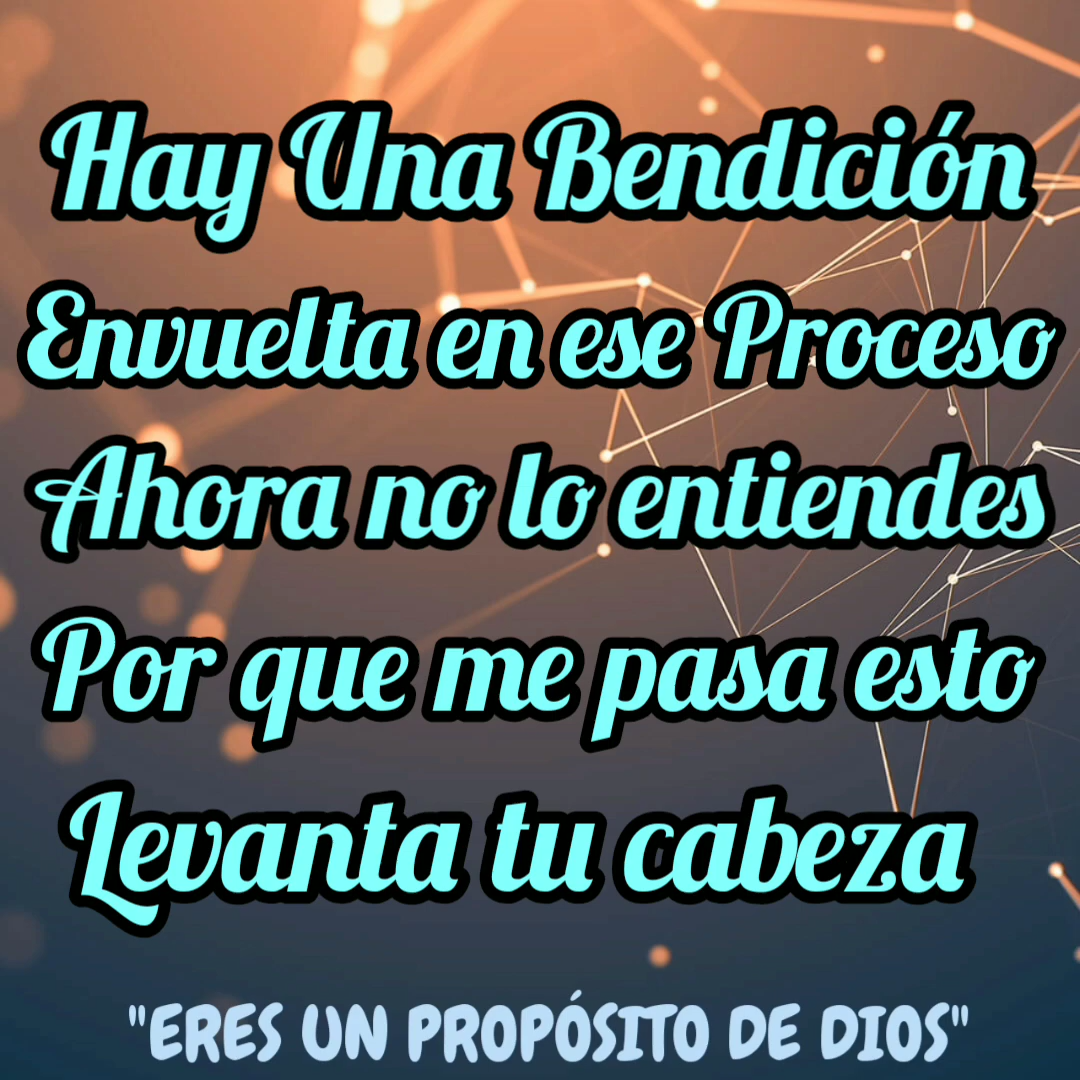 Hay Una Bendición
Envuelta en ese Proceso
Ahora no lo entiendes
Por que me pasa esto
Levanta tu cabeza
"ERES UN PROPÓSITO DE DIOS"